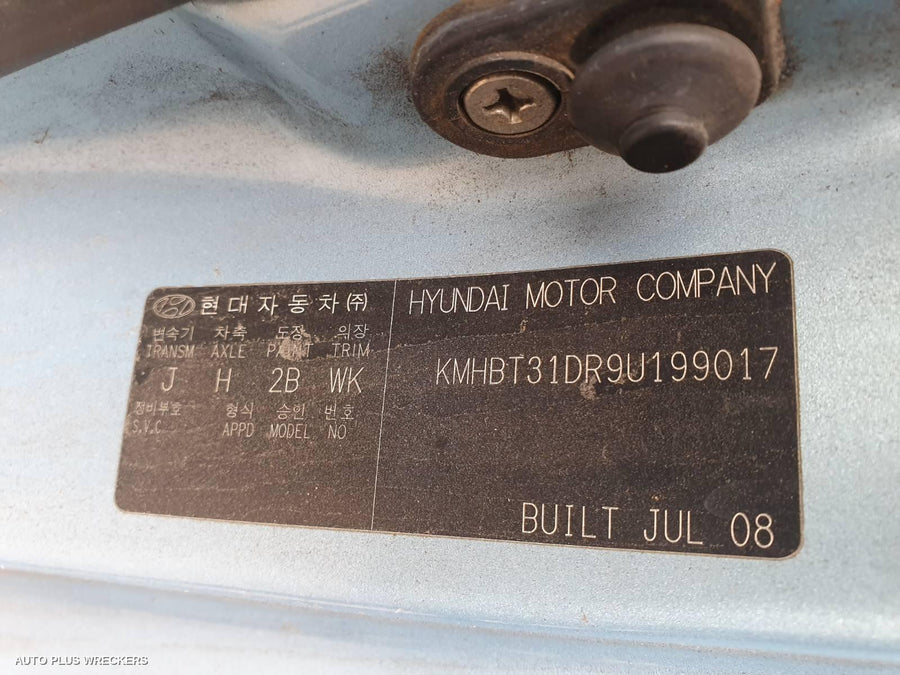 현대자동차 ㈜
변속기 차축 도장 의장
TRANSM AXLE PAINT TRIM
J H 2B WK
정비부호 형식 승인 번호
S.V.C APPD MODEL NO
HYUNDAI MOTOR COMPANY
KMHBT31DR9U199017
BUILT JUL 08
AUTO PLUS WRECKERS